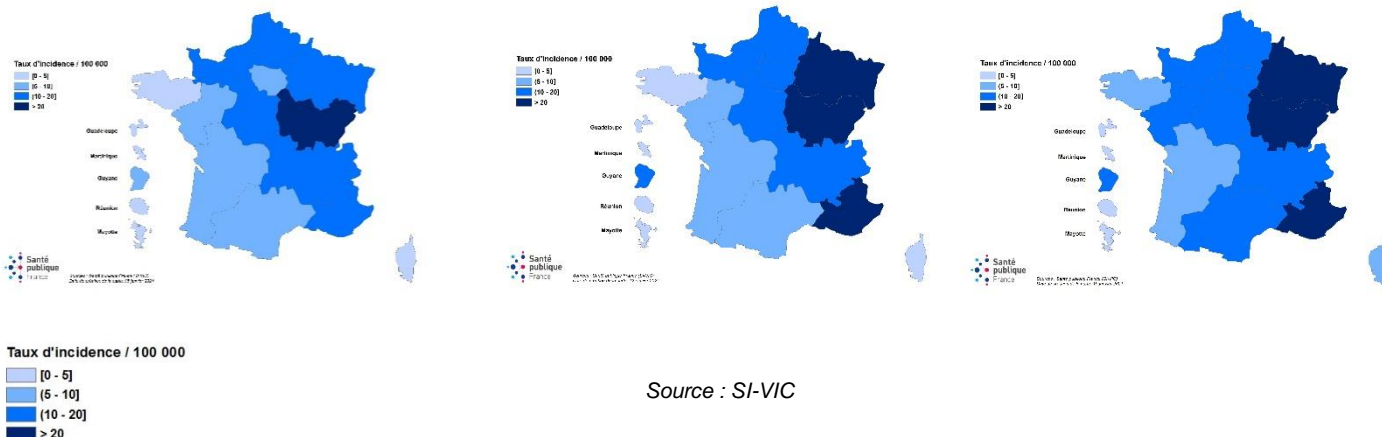 Taux d'incidence / 100 000
[0 - 5]
(5 - 10]
(10 - 20]
> 20
Guadeloupe
Martinique
Guyane
Réunion
Mayotte
Santé
publique
France
Taux d'incidence / 100 000
[0 - 5]
(5 - 10]
(10 - 20]
> 20
Guadeloupe
Martinique
Guyane
Réunion
Mayotte
Santé
publique
France
Taux d'incidence / 100 000
[0 - 5]
(5 - 10]
(10 - 20]
> 20
Guadeloupe
Martinique
Guyane
Réunion
Mayotte
Santé
publique
France
Taux d'incidence / 100 000
[0 - 5]
(5 - 10]
(10 - 20]
> 20
Source : SI-VIC